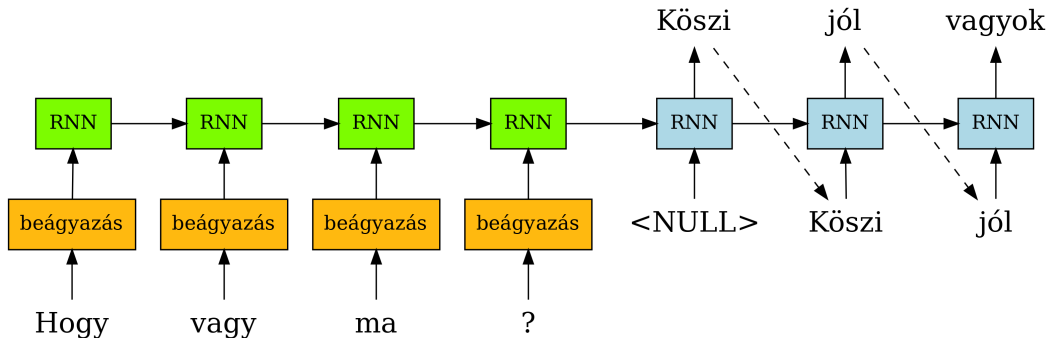 Köszi jól vagyok
RNN RNN RNN RNN RNN RNN RNN
beágyazás beágyazás beágyazás beágyazás <NULL> Köszi jól
Hogy vagy ma ?